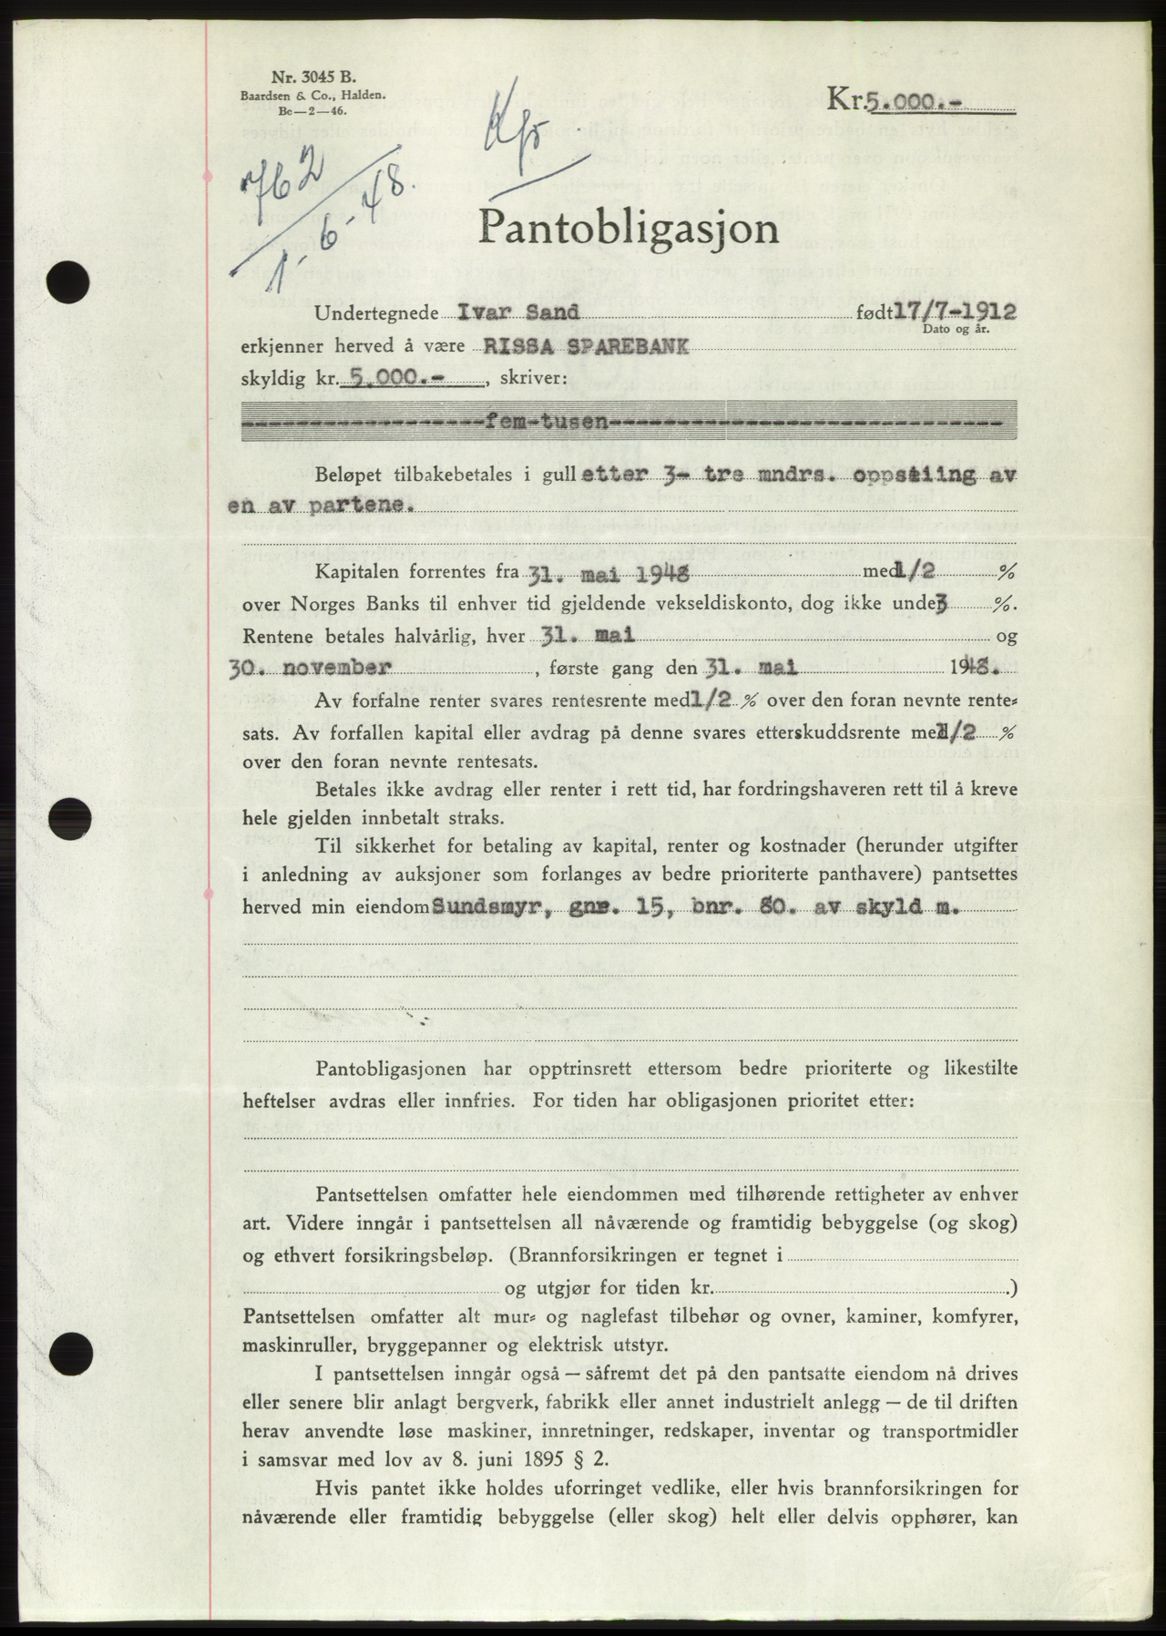 Nr. 3045 B.
Baardsen & Co., Halden.
Be—2—46.
Kr. 5.000.-
762
1.-6-48.
Pantobligasjon
Undertegnede Ivar Sand født 17/7-1912
Dato og år.
erkjenner herved å være RISSA SPAREBANK
skyldig kr. 5.000.- , skriver:
------------------fem-tusen-----------------------------
Beløpet tilbakebetales i gull etter 3- tre mndrs. oppsiing av
en av partene.
Kapitalen forrentes fra 31. mai 1948 med 1/2 %
over Norges Banks til enhver tid gjeldende vekseldiskonto, dog ikke under 3 %.
Rentene betales halvårlig, hver 31. mai og
30. november , første gang den 31. mai 1948.
Av forfalne renter svares rentesrente med 1/2 % over den foran nevnte rente-
sats. Av forfallen kapital eller avdrag på denne svares etterskuddsrente med 1/2 %
over den foran nevnte rentesats.
Betales ikke avdrag eller renter i rett tid, har fordringshaveren rett til å kreve
hele gjelden innbetalt straks.
Til sikkerhet for betaling av kapital, renter og kostnader (herunder utgifter
i anledning av auksjoner som forlanges av bedre prioriterte panthavere) pantsettes
herved min eiendom Sundsmyr, gnr. 15, bnr. 80. av skyld m.
Pantobligasjonen har opptrinsrett ettersom bedre prioriterte og likestilte
heftelser avdras eller innfries. For tiden har obligasjonen prioritet etter:
Pantsettelsen omfatter hele eiendommen med tilhørende rettigheter av enhver
art. Videre inngår i pantsettelsen all nåværende og framtidig bebyggelse (og skog)
og ethvert forsikringsbeløp. (Brannforsikringen er tegnet i
og utgjør for tiden kr. .)
Pantsettelsen omfatter alt mur- og naglefast tilbehør og ovner, kaminer, komfyrer,
maskinruller, bryggepanner og elektrisk utstyr.
I pantsettelsen inngår også — såfremt det på den pantsatte eiendom nå drives
eller senere blir anlagt bergverk, fabrikk eller annet industrielt anlegg — de til driften
herav anvendte løse maskiner, innretninger, redskaper, inventar og transportmidler
i samsvar med lov av 8. juni 1895 § 2.
Hvis pantet ikke holdes uforringet vedlike, eller hvis brannforsikringen for
nåværende eller framtidig bebyggelse (eller skog) helt eller delvis opphører, kan